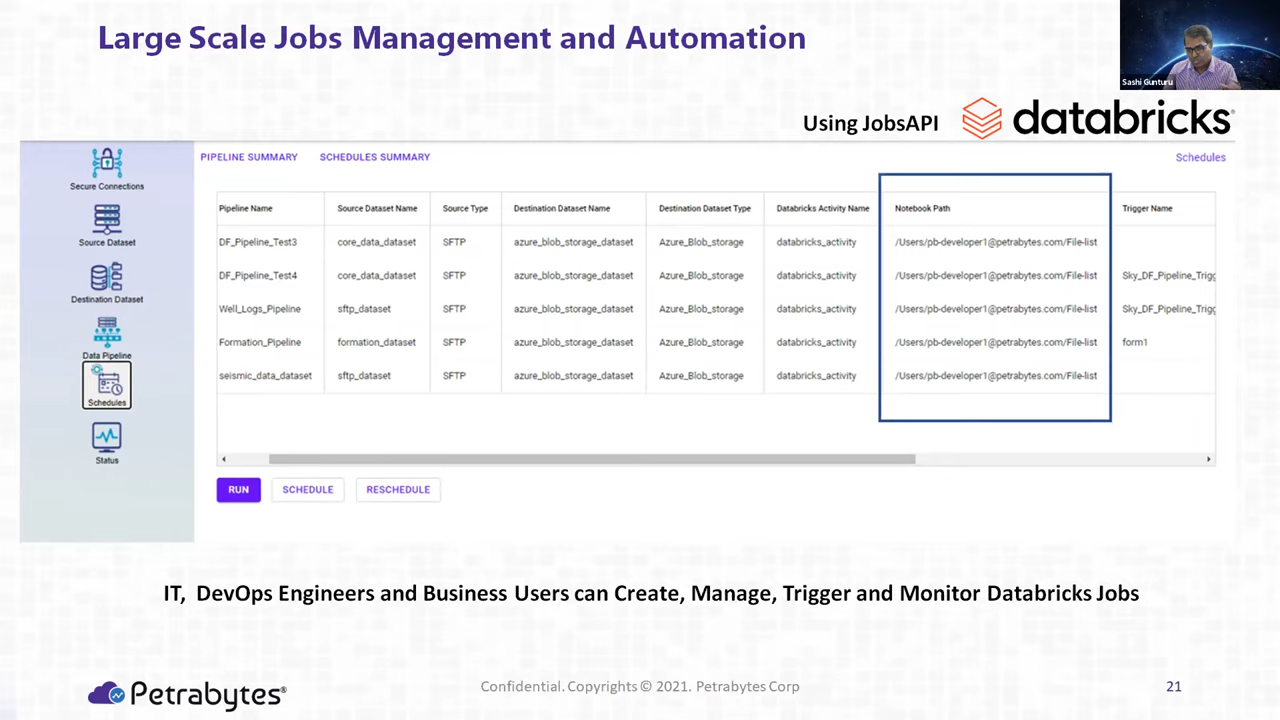 Large Scale Jobs Management and Automation
Sashi Gunturu
Using JobsAPI databricks
Secure Connections
Source Dataset
Destination Dataset
Data Pipeline
Schedules
Status
PIPELINE SUMMARY SCHEDULES SUMMARY Schedules
Pipeline Name Source Dataset Name Source Type Destination Dataset Name Destination Dataset Type Databricks Activity Name Notebook Path Trigger Name
DF_Pipeline_Test3 core_data_dataset SFTP azure_blob_storage_dataset Azure_Blob_storage databricks_activity /Users/pb-developer1@petrabytes.com/File-list
DF_Pipeline_Test4 core_data_dataset SFTP azure_blob_storage_dataset Azure_Blob_storage databricks_activity /Users/pb-developer1@petrabytes.com/File-list Sky_DF_Pipeline_Trigg
Well_Logs_Pipeline sftp_dataset SFTP azure_blob_storage_dataset Azure_Blob_storage databricks_activity /Users/pb-developer1@petrabytes.com/File-list Sky_DF_Pipeline_Trigg
Formation_Pipeline formation_dataset SFTP azure_blob_storage_dataset Azure_Blob_storage databricks_activity /Users/pb-developer1@petrabytes.com/File-list form1
seismic_data_dataset sftp_dataset SFTP azure_blob_storage_dataset Azure_Blob_storage databricks_activity /Users/pb-developer1@petrabytes.com/File-list
RUN SCHEDULE RESCHEDULE
IT, DevOps Engineers and Business Users can Create, Manage, Trigger and Monitor Databricks Jobs
Petrabytes® Confidential. Copyrights © 2021. Petrabytes Corp 21